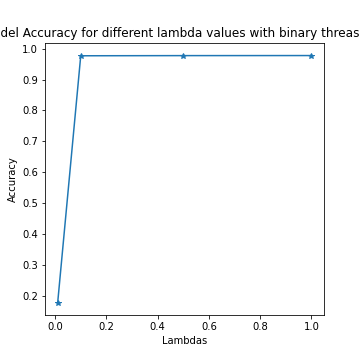 del Accuracy for different lambda values with binary threas
1.0
0.9
0.8
0.7
0.6
0.5
0.4
0.3
0.2
Accuracy
0.0 0.2 0.4 0.6 0.8 1.0
Lambdas